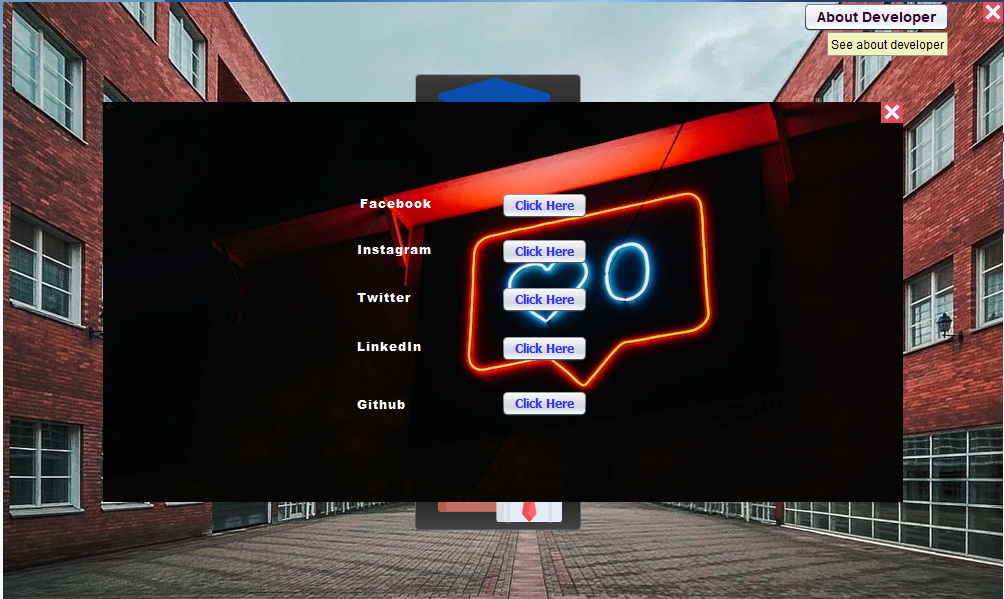 About Developer
See about developer
Facebook Click Here
Instagram Click Here
Twitter Click Here
LinkedIn Click Here
Github Click Here